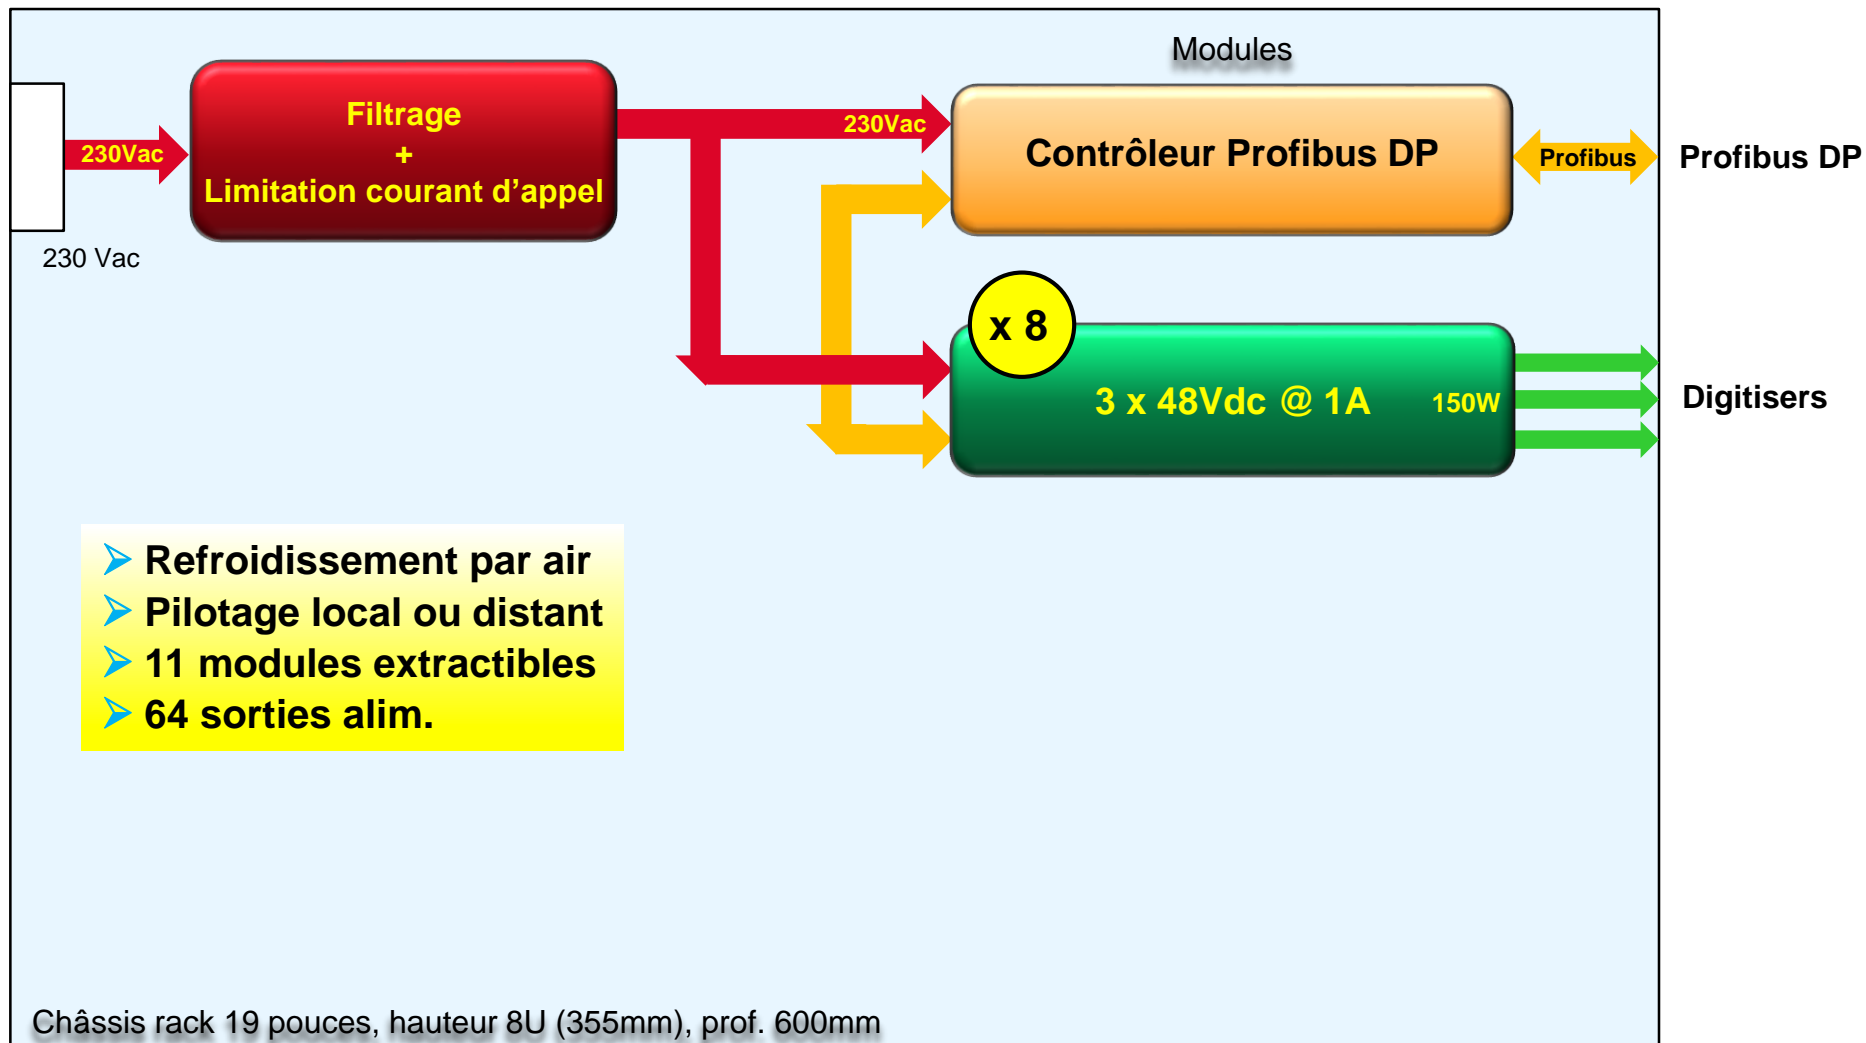 Modules
230Vac
230 Vac
Filtrage
+
Limitation courant d’appel
230Vac
Contrôleur Profibus DP
Profibus
Profibus DP
x 8
3 x 48Vdc @ 1A
150W
Digitisers
Refroidissement par air
Pilotage local ou distant
11 modules extractibles
64 sorties alim.
Châssis rack 19 pouces, hauteur 8U (355mm), prof. 600mm